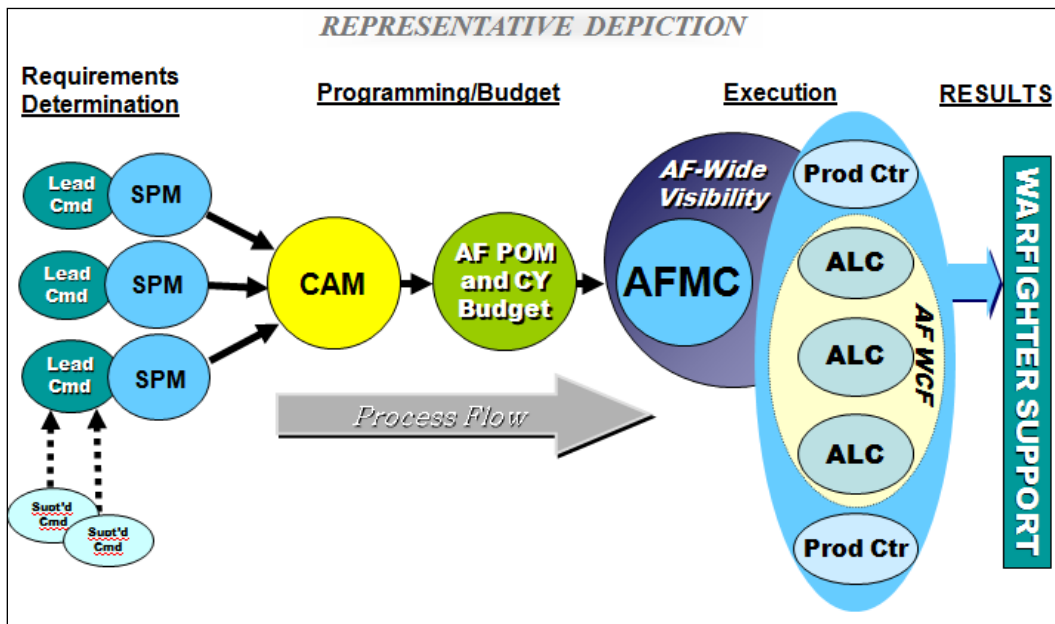 REPRESENTATIVE DEPICTION
Requirements
Determination
Programming/Budget
Execution
RESULTS
Lead
Cmd
SPM
Lead
Cmd
SPM
Lead
Cmd
SPM
Supt'd
Cmd
Supt'd
Cmd
CAM
AF POM
and CY
Budget
AF-Wide
Visibility
AFMC
Prod Ctr
ALC
ALC
ALC
AF WCF
Prod Ctr
WARFIGHTER SUPPORT
Process Flow